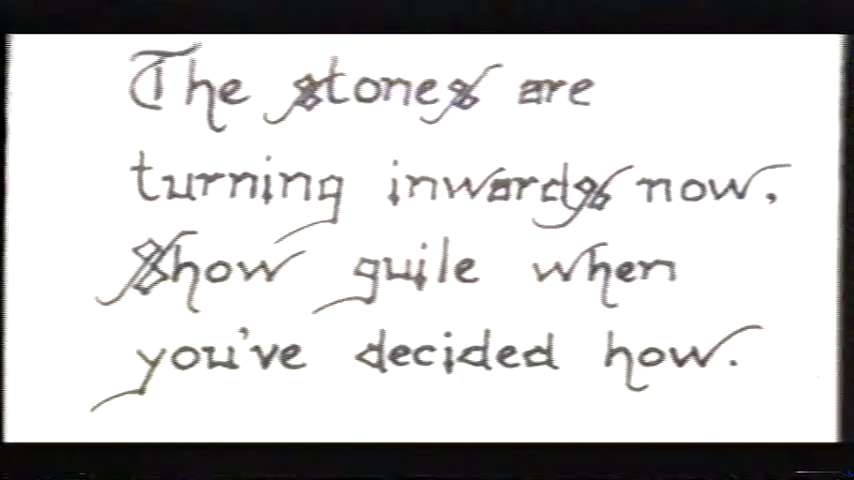 The stones are
turning inwards now.
Show guile when
you've decided how.